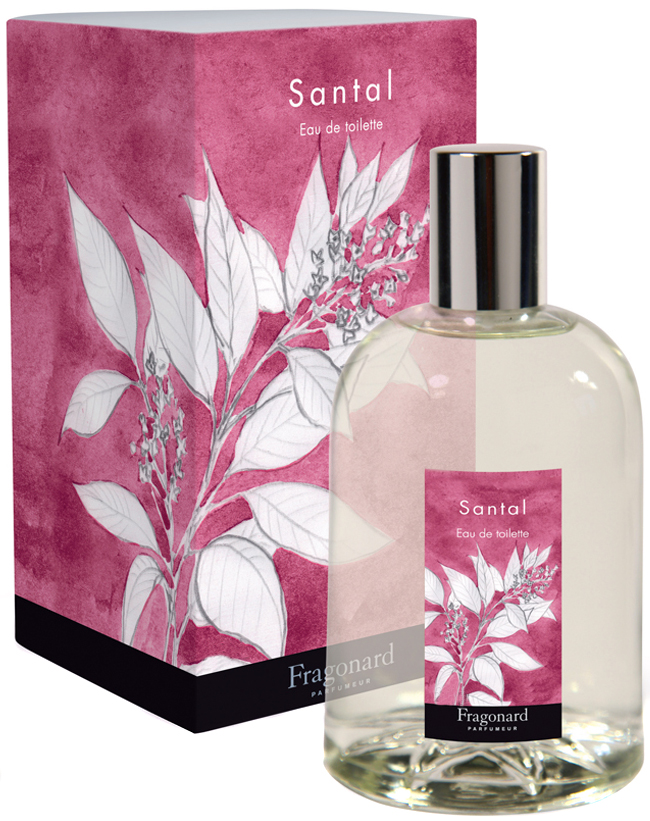 Santal
Eau de toilette
Fragonard
PARFUMEUR
Santal
Eau de toilette
Fragonard
PARFUMEUR